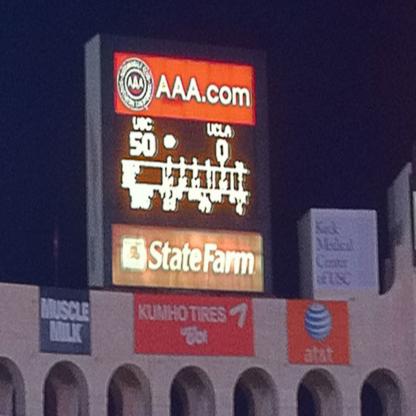 AAA.com
USC UCLA
50 0
StateFarm
Keck
Medical
Center
of USC
MUSCLE
MILK
KUMHO TIRES
at&t